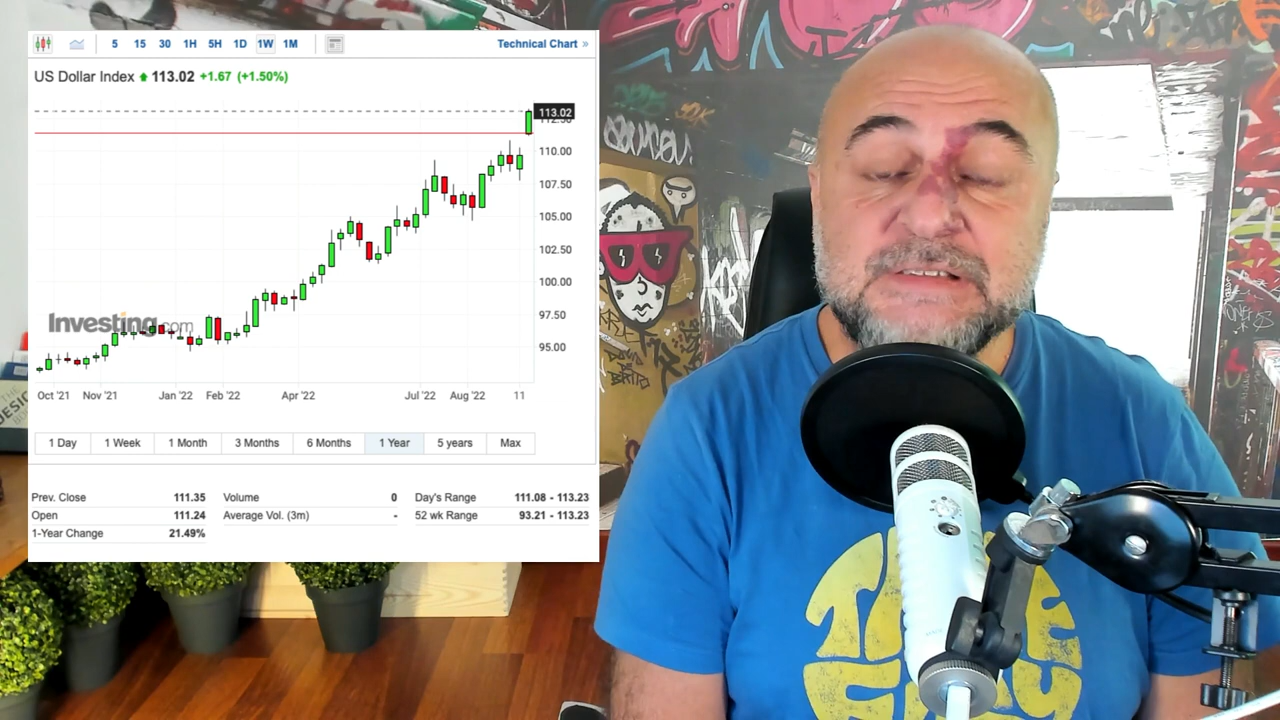 5 15 30 1H 5H 1D 1W 1M Technical Chart »
US Dollar Index 113.02 +1.67 (+1.50%)
113.02
112.50
110.00
107.50
105.00
102.50
100.00
97.50
95.00
Investing.com
Oct '21 Nov '21 Jan '22 Feb '22 Apr '22 Jul '22 Aug '22 11
1 Day 1 Week 1 Month 3 Months 6 Months 1 Year 5 years Max
Prev. Close 111.35 Volume 0 Day's Range 111.08 - 113.23
Open 111.24 Average Vol. (3m) - 52 wk Range 93.21 - 113.23
1-Year Change 21.49%